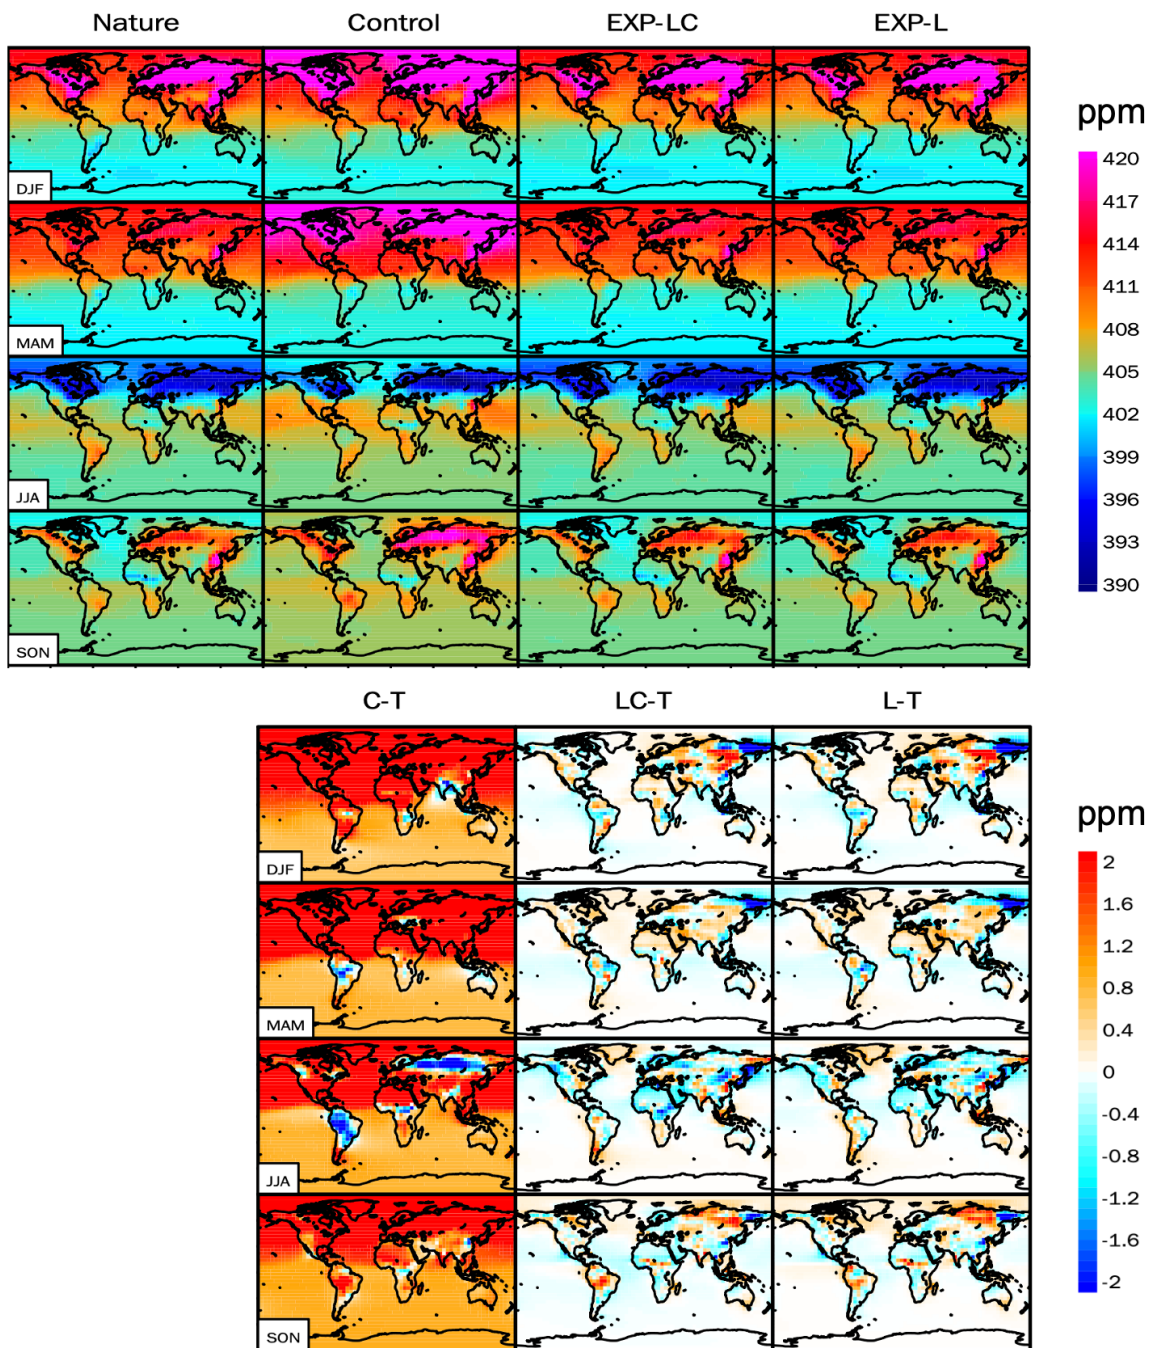 Nature Control EXP-LC EXP-L
ppm
DJF
MAM
JJA
SON
420
417
414
411
408
405
402
399
396
393
390
C-T LC-T L-T
ppm
DJF
MAM
JJA
SON
2
1.6
1.2
0.8
0.4
0
-0.4
-0.8
-1.2
-1.6
-2